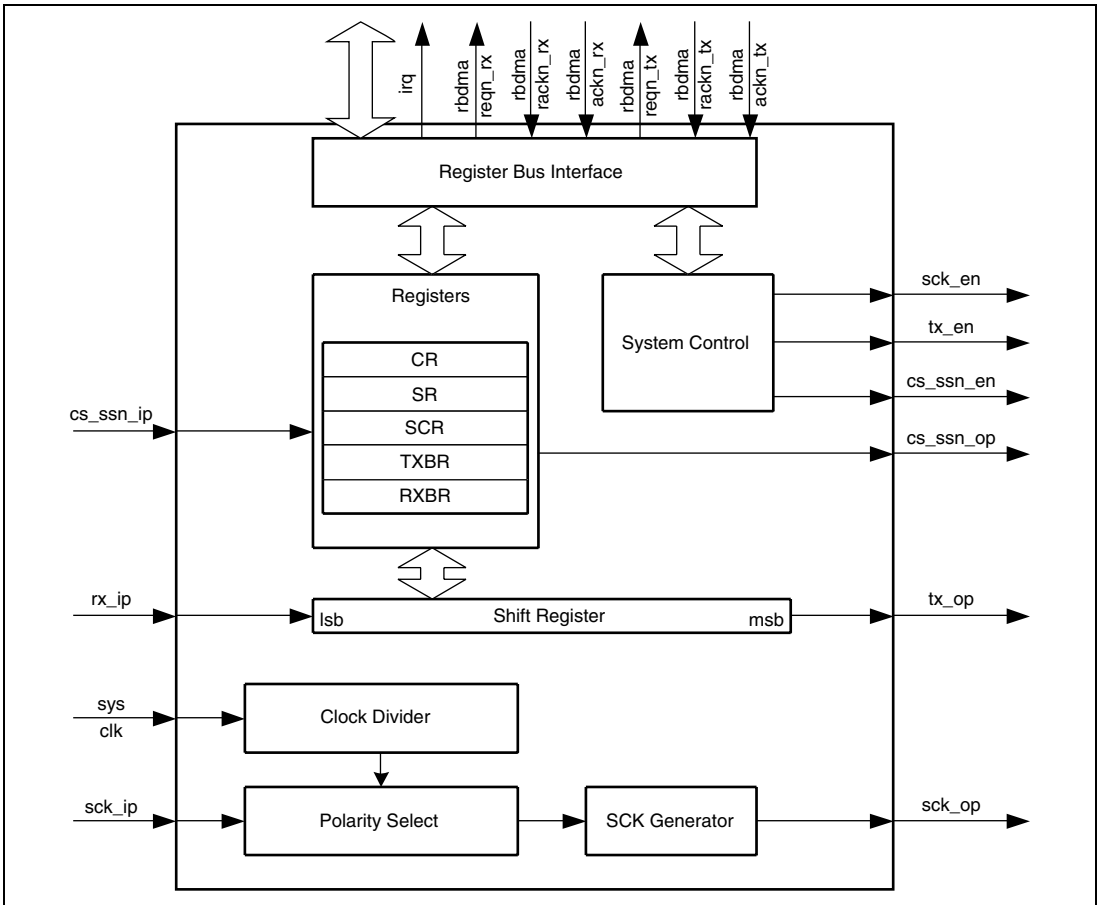 irq
rbdma
reqn_rx
rbdma
rackn_rx
rbdma
ackn_rx
rbdma
reqn_tx
rbdma
rackn_tx
rbdma
ackn_tx
Register Bus Interface
Registers
CR
SR
SCR
TXBR
RXBR
System Control
sck_en
tx_en
cs_ssn_en
cs_ssn_ip
cs_ssn_op
rx_ip
lsb
Shift Register
msb
tx_op
sys
clk
Clock Divider
sck_ip
Polarity Select
SCK Generator
sck_op